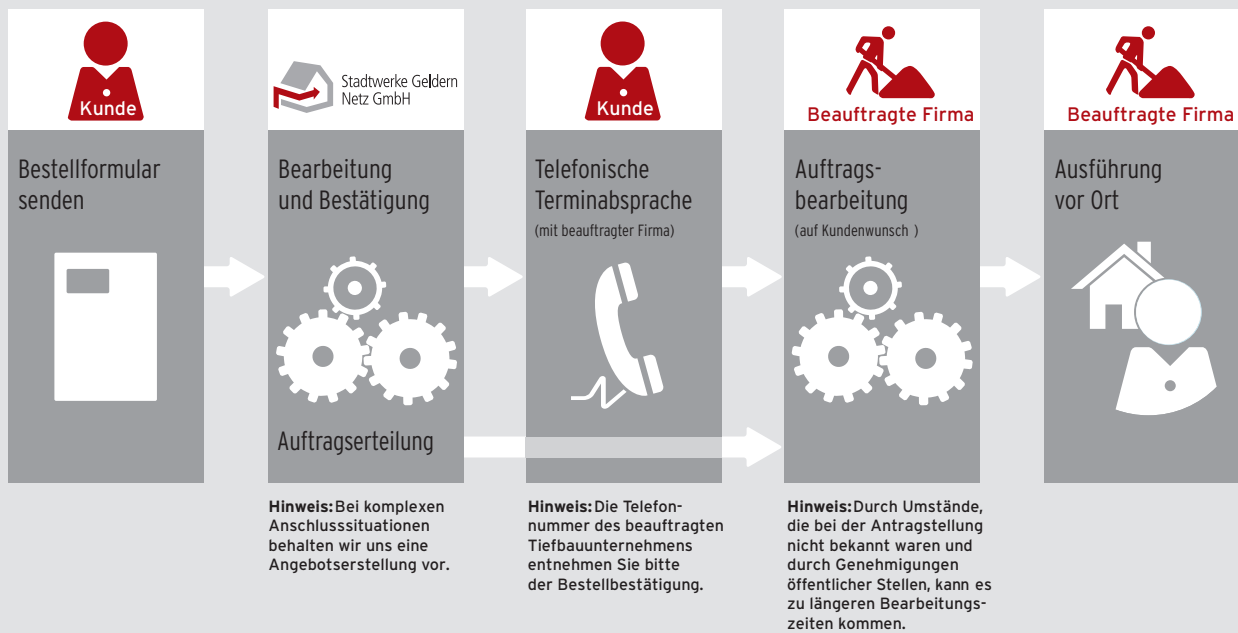 Kunde
Bestellformular
senden
Stadtwerke Geldern
Netz GmbH
Bearbeitung
und Bestätigung
Auftragserteilung
Hinweis: Bei komplexen
Anschlusssituationen
behalten wir uns eine
Angebotserstellung vor.
Kunde
Telefonische
Terminabsprache
(mit beauftragter Firma)
Hinweis: Die Telefon-
nummer des beauftragten
Tiefbauunternehmens
entnehmen Sie bitte
der Bestellbestätigung.
Beauftragte Firma
Auftrags-
bearbeitung
(auf Kundenwunsch )
Hinweis: Durch Umstände,
die bei der Antragstellung
nicht bekannt waren und
durch Genehmigungen
öffentlicher Stellen, kann es
zu längeren Bearbeitungs-
zeiten kommen.
Beauftragte Firma
Ausführung
vor Ort